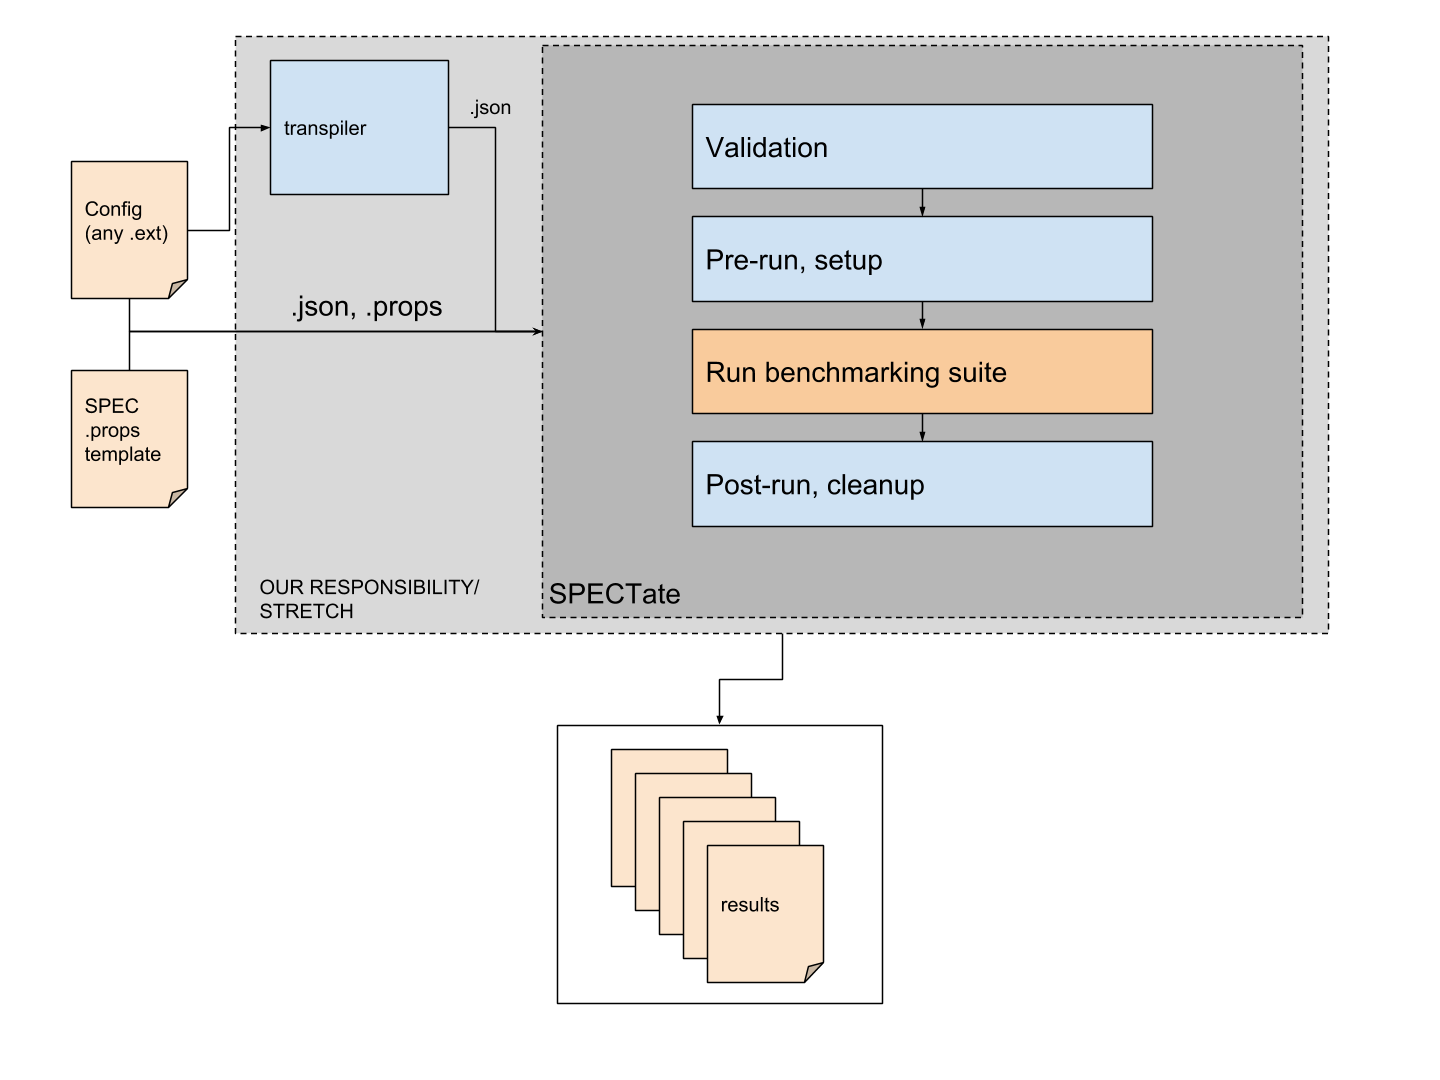 transpiler
.json
Config
(any .ext)
.json, .props
SPEC
.props
template
Validation
Pre-run, setup
Run benchmarking suite
Post-run, cleanup
OUR RESPONSIBILITY/
STRETCH
SPECTate
results